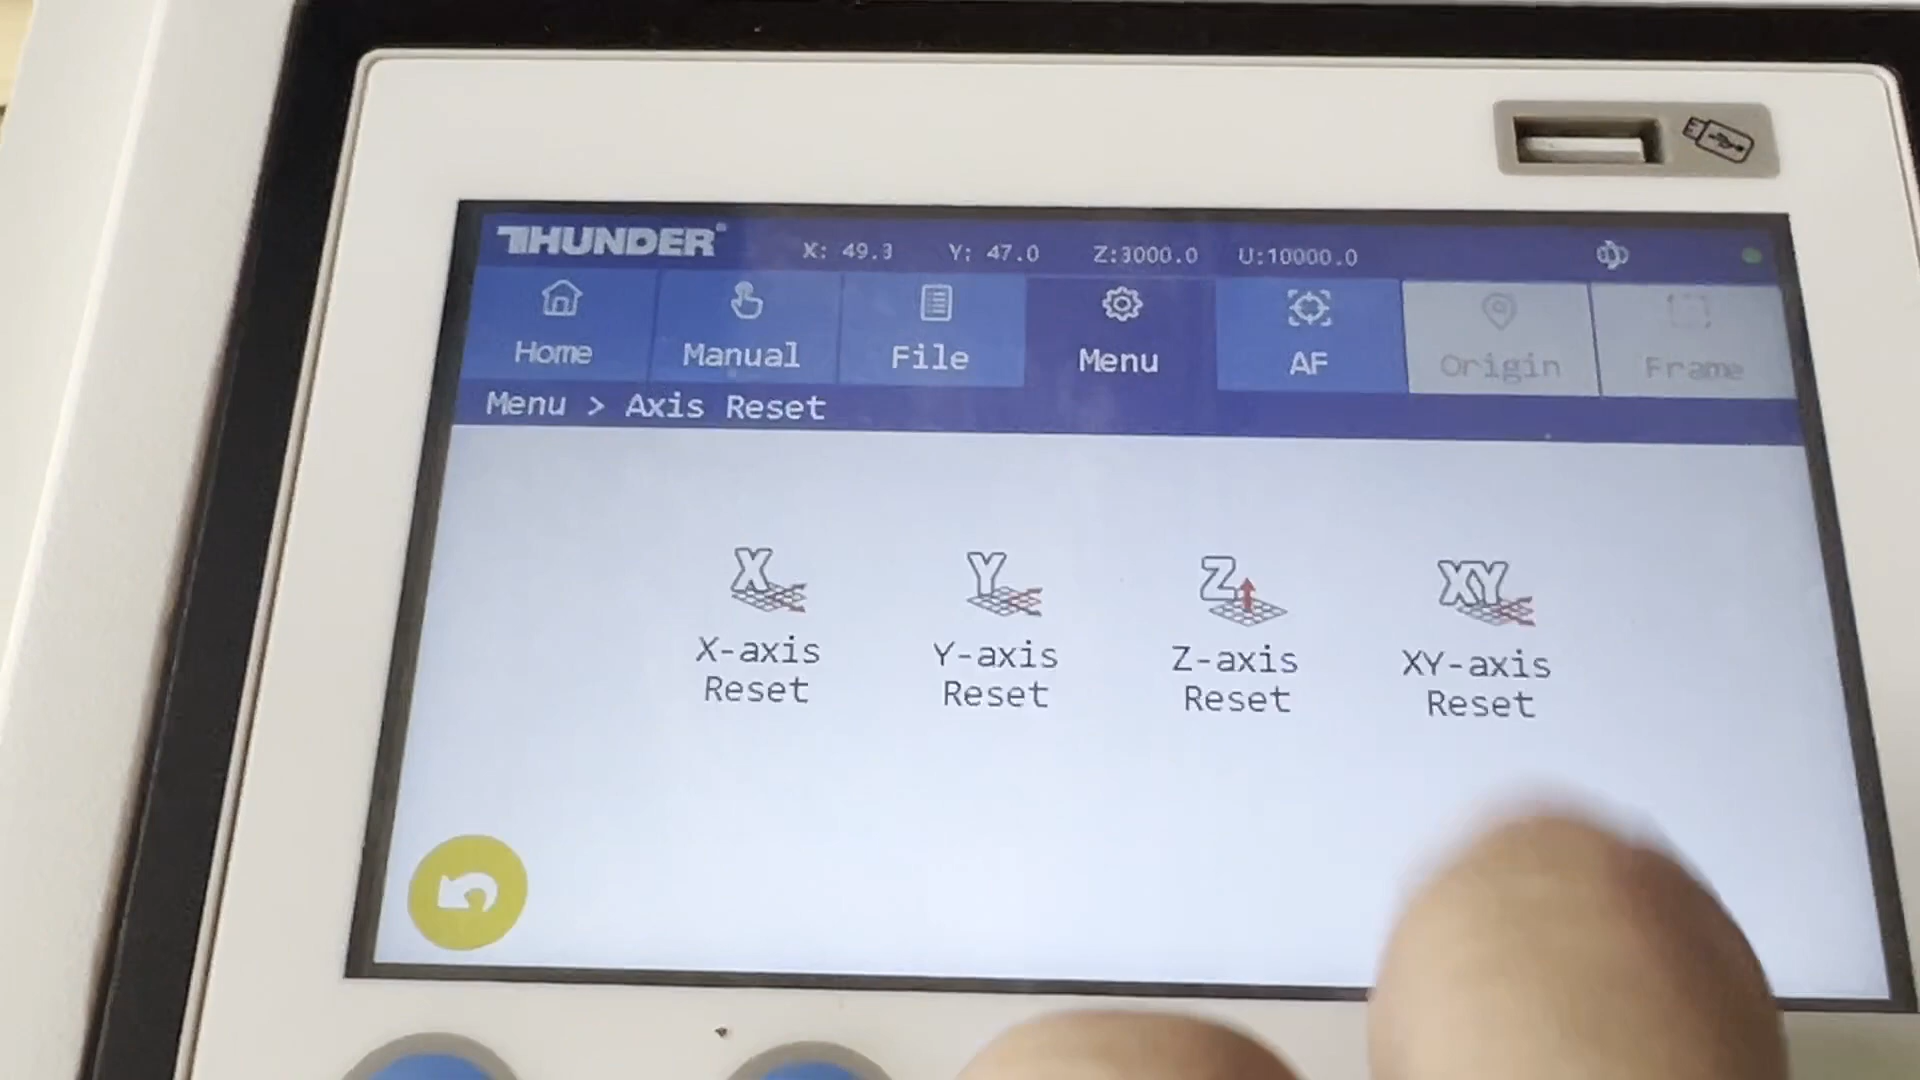 THUNDER®
X: 49.3 Y: 47.0 Z:3000.0 U:10000.0
Home Manual File Menu AF Origin Frame
Menu > Axis Reset
X Y Z XY
X-axis Reset
Y-axis Reset
Z-axis Reset
XY-axis Reset